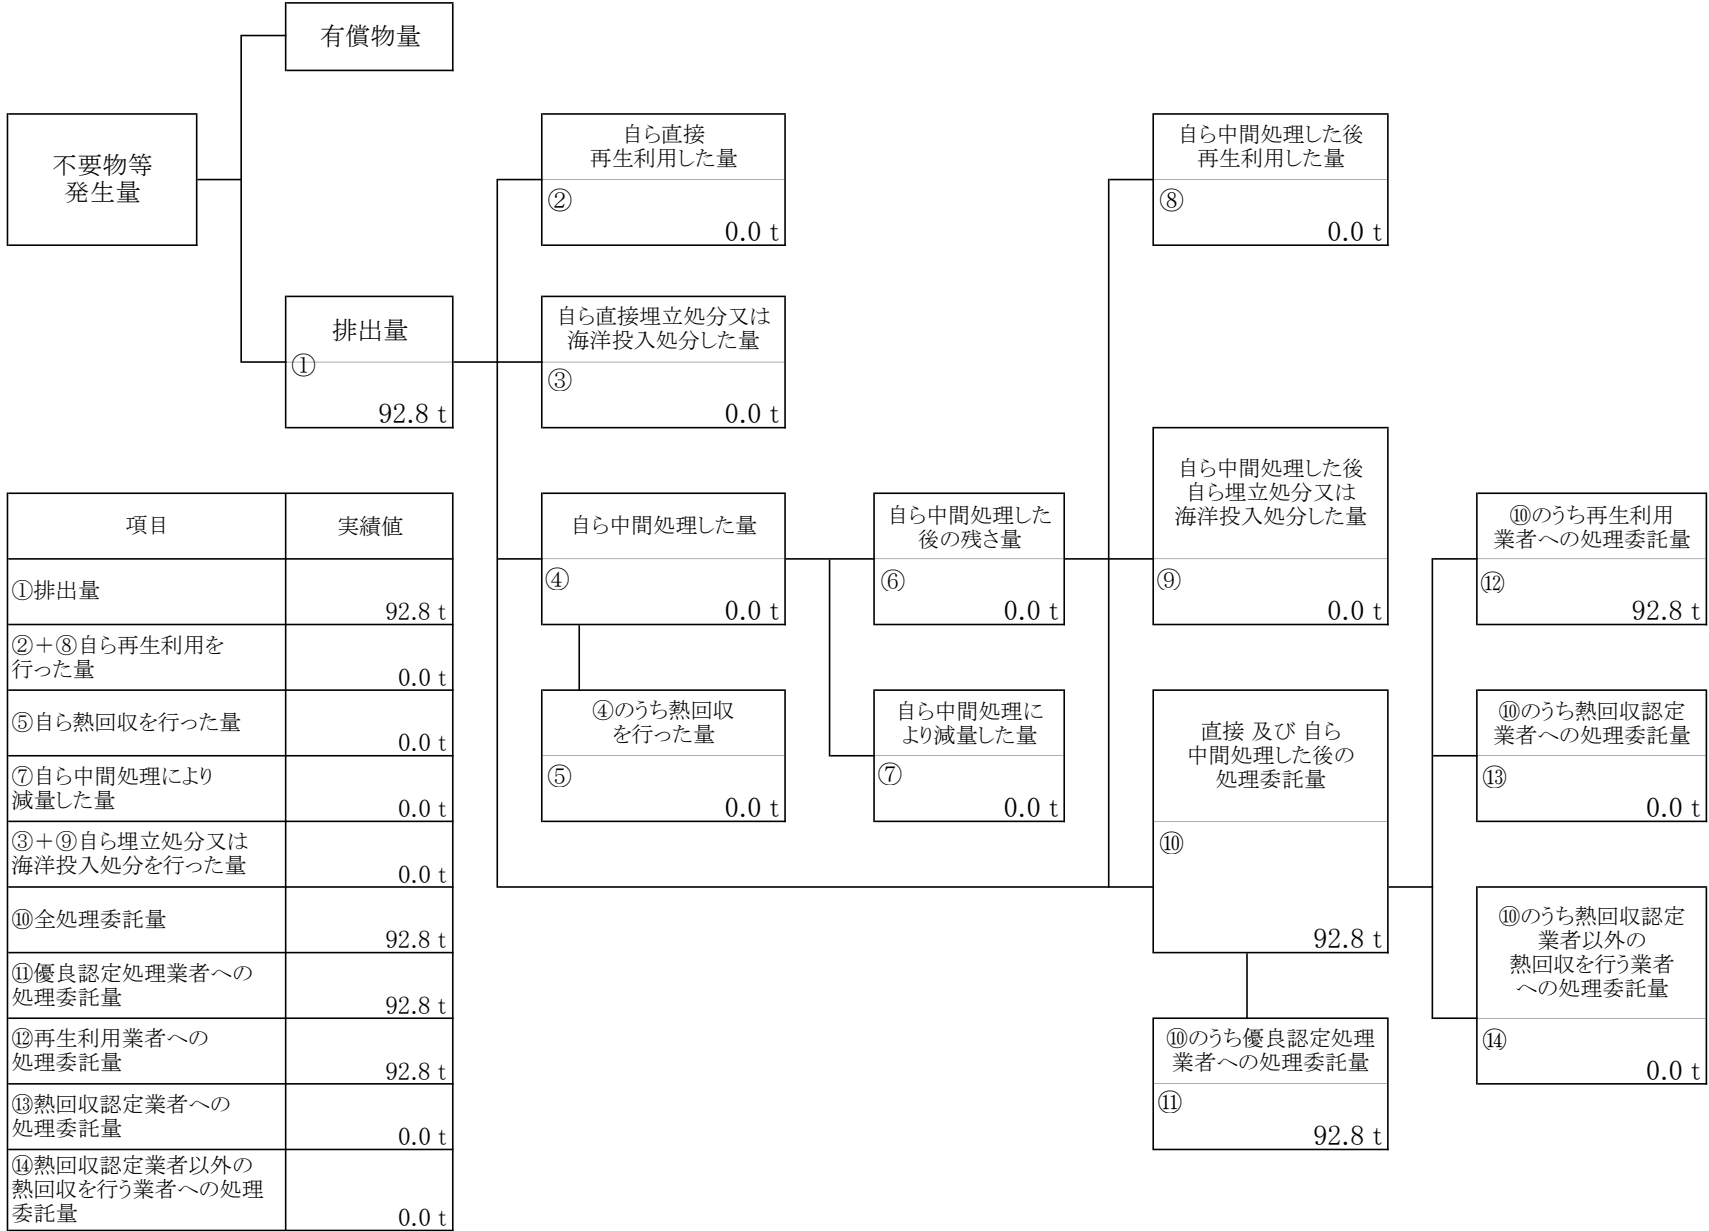 有償物量
不要物等
発生量
自ら直接
再生利用した量
②
0.0 t
自ら中間処理した後
再生利用した量
⑧
0.0 t
排出量
①
92.8 t
自ら直接埋立処分又は
海洋投入処分した量
③
0.0 t
自ら中間処理した量
④
0.0 t
自ら中間処理した
後の残さ量
⑥
0.0 t
自ら中間処理した後
自ら埋立処分又は
海洋投入処分した量
⑨
0.0 t
⑩のうち再生利用
業者への処理委託量
⑫
92.8 t
④のうち熱回収
を行った量
⑤
0.0 t
自ら中間処理に
より減量した量
⑦
0.0 t
直接 及び 自ら
中間処理した後の
処理委託量
⑩
92.8 t
⑩のうち熱回収認定
業者への処理委託量
⑬
0.0 t
⑩のうち熱回収認定
業者以外の
熱回収を行う業者
への処理委託量
⑭
0.0 t
⑩のうち優良認定処理
業者への処理委託量
⑪
92.8 t
項目 実績値
①排出量
92.8 t
②+⑧自ら再生利用を
行った量
0.0 t
⑤自ら熱回収を行った量
0.0 t
⑦自ら中間処理により
減量した量
0.0 t
③+⑨自ら埋立処分又は
海洋投入処分を行った量
0.0 t
⑩全処理委託量
92.8 t
⑪優良認定処理業者への
処理委託量
92.8 t
⑫再生利用業者への
処理委託量
92.8 t
⑬熱回収認定業者への
処理委託量
0.0 t
⑭熱回収認定業者以外の
熱回収を行う業者への処理
委託量
0.0 t